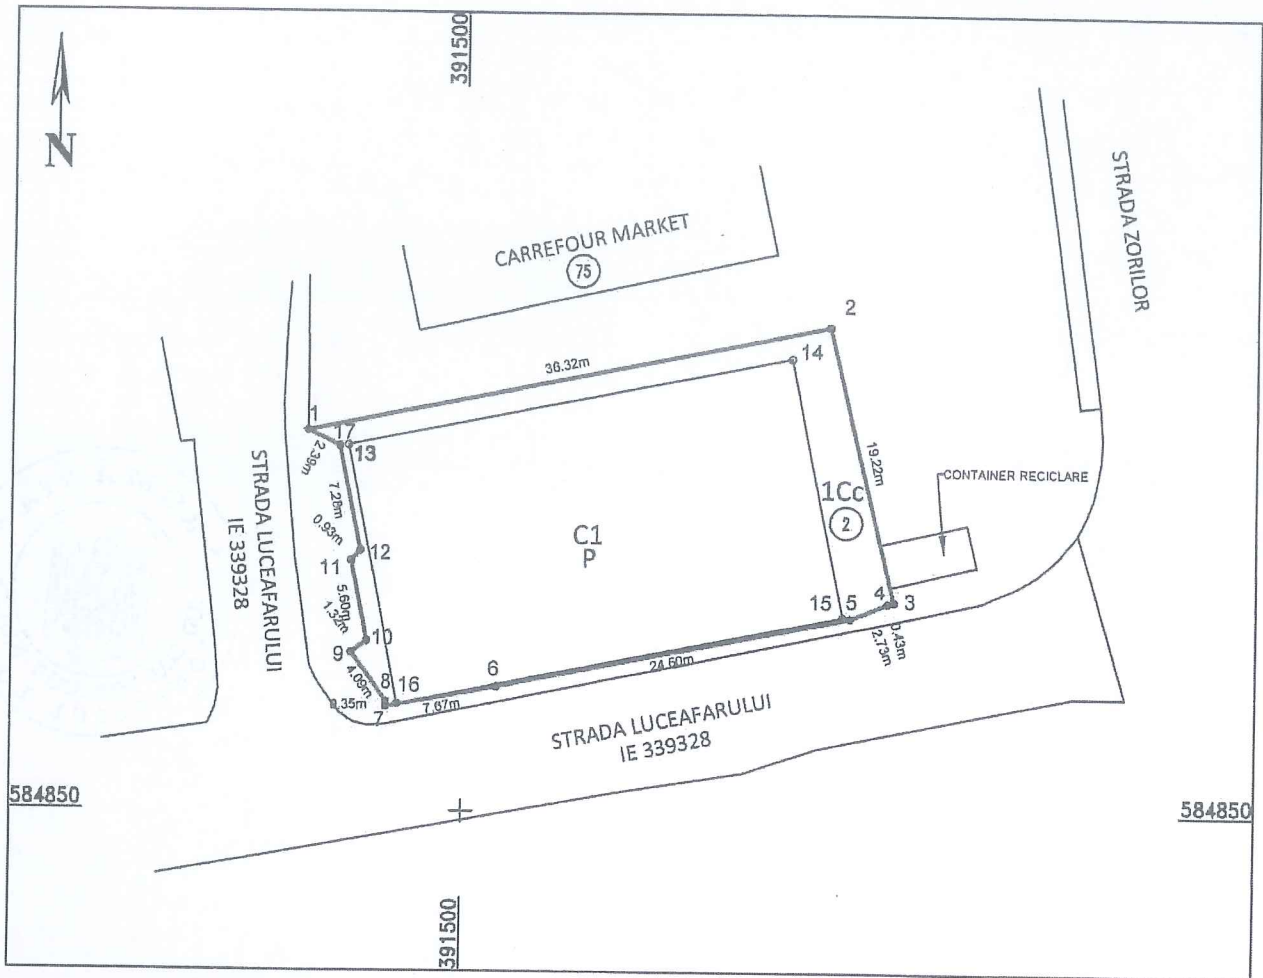 391500
N
STRADA ZORILOR
CARREFOUR MARKET
75
2
14
36.32m
1
17
13
2.39m
7.28m
19.22m
CONTAINER RECICLARE
1Cc
2
STRADA LUCEAFARULUI
IE 339328
0.93m
12
11
C1
P
5.60m
1.32m
10
9
15
5
4
3
0.43m
2.73m
4.09m
8
16
6
24.60m
.35m
7
7.67m
STRADA LUCEAFARULUI
IE 339328
584850
584850
391500